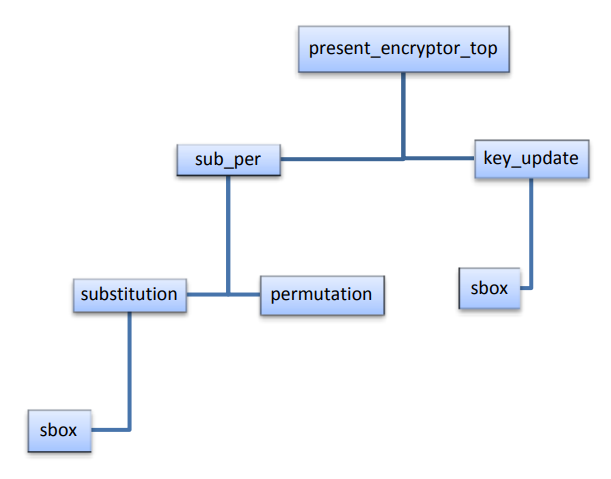 present_encryptor_top
sub_per
key_update
substitution
permutation
sbox
sbox